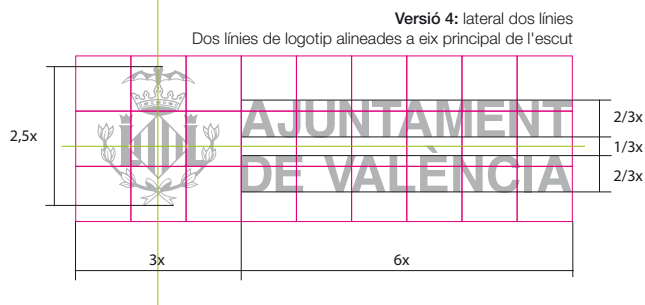 Versió 4: lateral dos línies
Dos línies de logotip alineades a eix principal de l'escut
2,5x
AJUNTAMENT
DE VALÈNCIA
2/3x
1/3x
2/3x
3x
6x